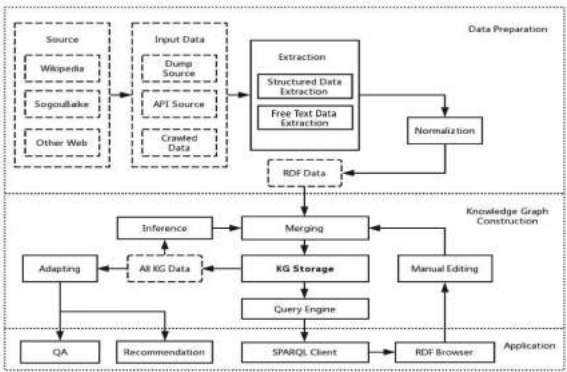 Data Preparation
Source
Wikipedia
SogouBaike
Other Web
Input Data
Dump
Source
API Source
Crawled
Data
Extraction
Structured Data
Extraction
Free Text Data
Extraction
Normaliztion
RDF Data
Knowledge Graph
Construction
Inference
Merging
Adapting
All KG Data
KG Storage
Manual Editing
Query Engine
Application
QA
Recommendation
SPARQL Client
RDF Browser